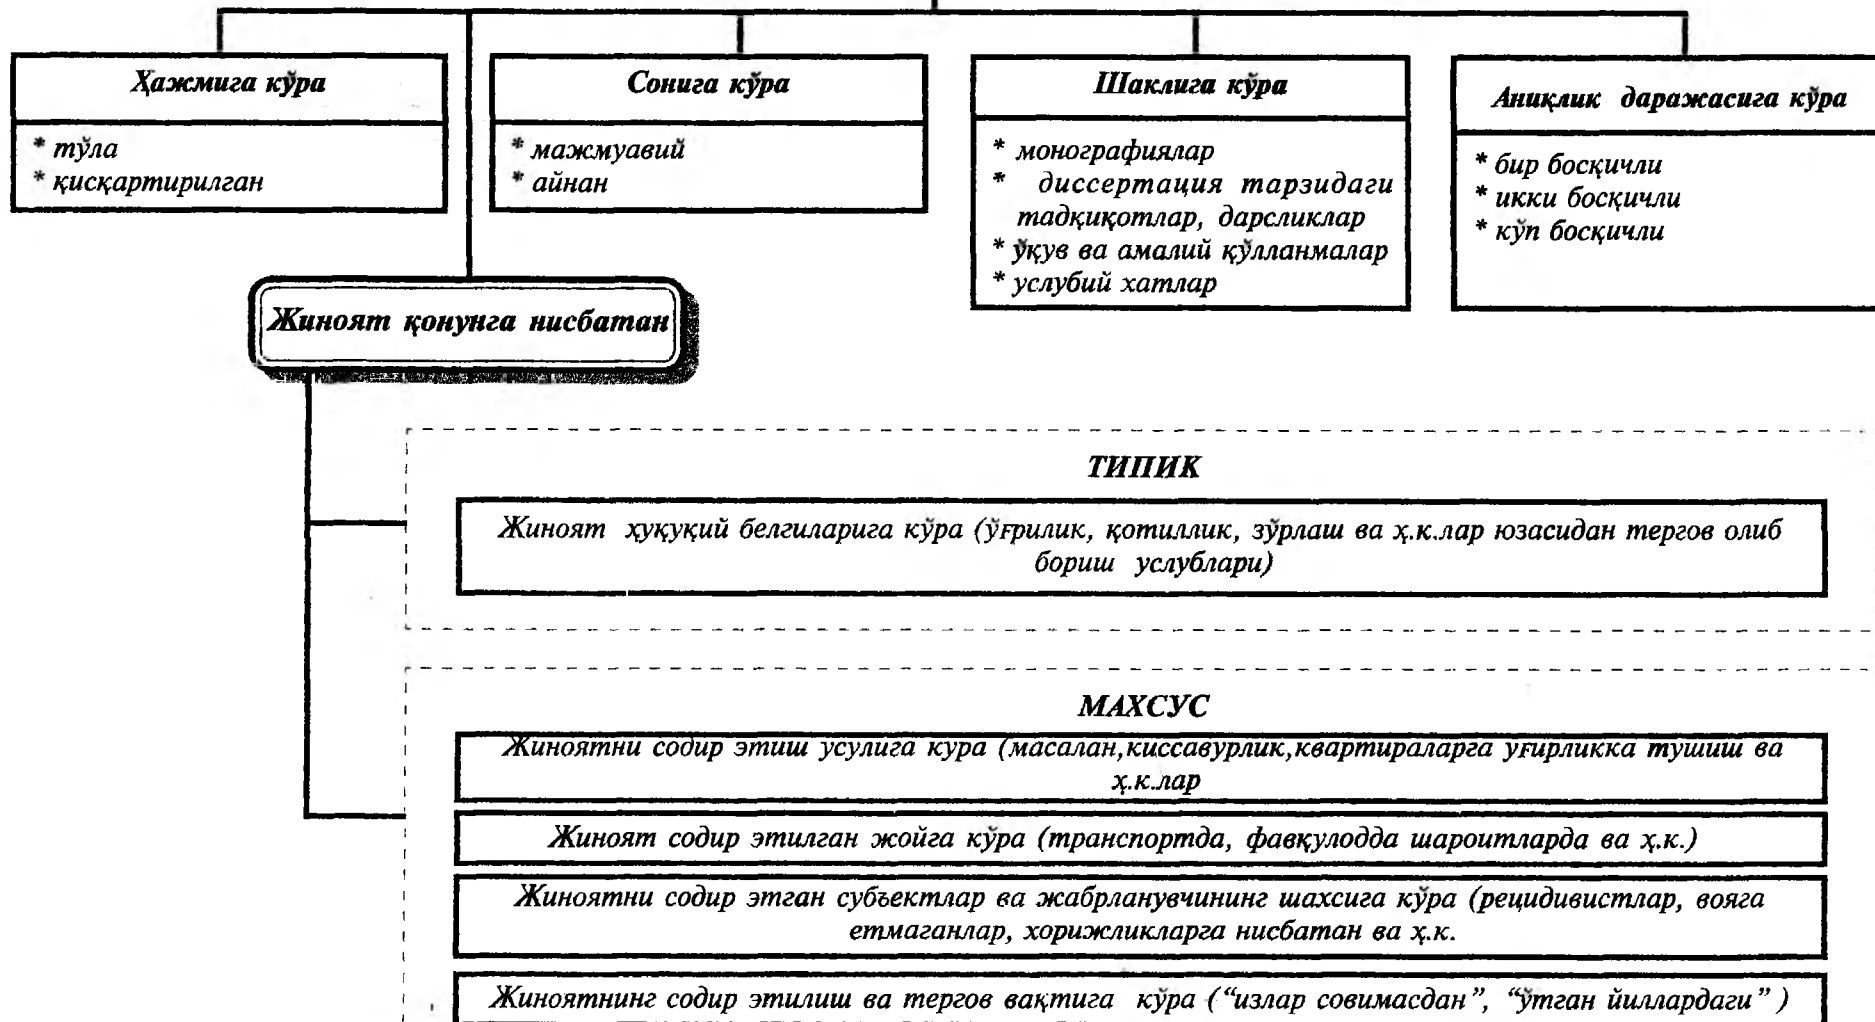 Ҳажмига кўра
* тўла
* қисқартирилган
Сонига кўра
* мажмуавий
* айнан
Шаклига кўра
* монографиялар
* диссертация тарзидаги
тадқиқотлар, дарсликлар
* ўқув ва амалий қўлланмалар
* услубий хатлар
Аниқлик даражасига кўра
* бир босқичли
* икки босқичли
* кўп босқичли
Жиноят қонунга нисбатан
ТИПИК
Жиноят ҳуқуқий белгиларига кўра (ўғрилик, қотиллик, зўрлаш ва ҳ.к.лар юзасидан тергов олиб
бориш услублари)
МАХСУС
Жиноятни содир этиш усулига кура (масалан,киссавурлик,квартираларга уғирликка тушиш ва
ҳ.к.лар
Жиноят содир этилган жойга кўра (транспортда, фавқулодда шароитларда ва ҳ.к.)
Жиноятни содир этган субъектлар ва жабрланувчининг шахсига кўра (рецидивистлар, вояга
етмаганлар, хорижликларга нисбатан ва ҳ.к.
Жиноятнинг содир этилиш ва тергов вақтига кўра (“излар совимасдан”, “ўтган йиллардаги”)